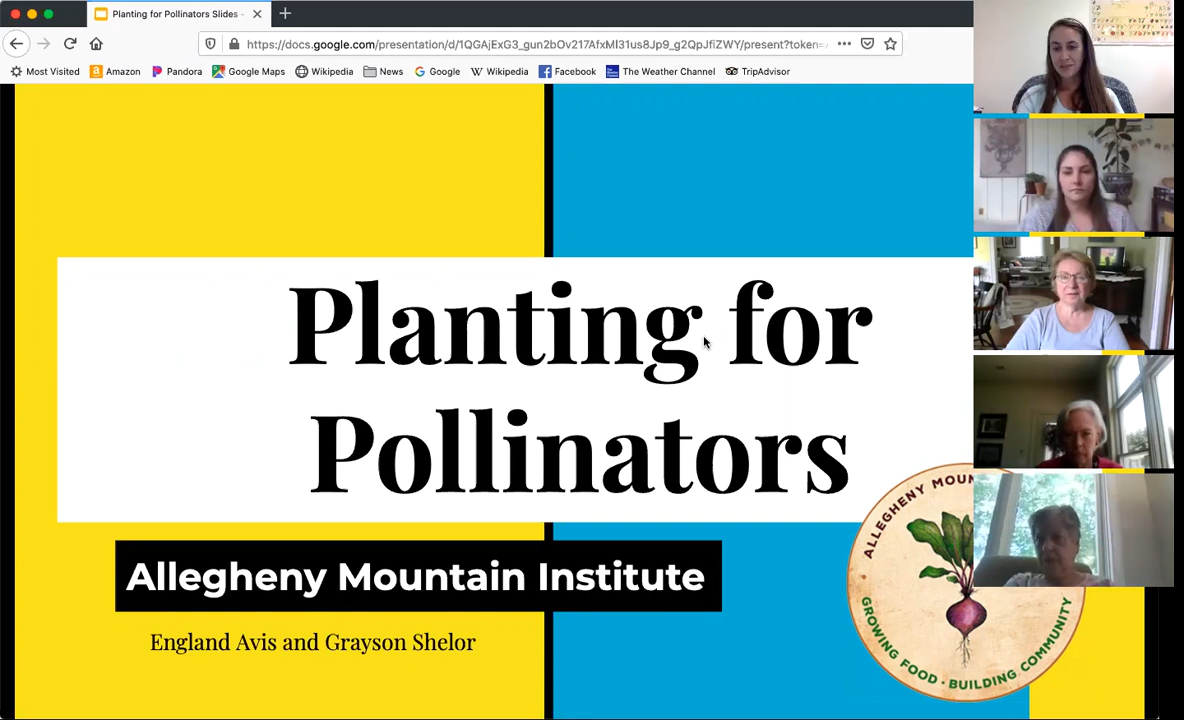 Planting for Pollinators Slides -
https://docs.google.com/presentation/d/1QGAjExG3_gun2bOv217AfxMl31us8Jp9_g2QpJfiZWY/present?token=
Most Visited Amazon Pandora Google Maps Wikipedia News Google Wikipedia Facebook The Weather Channel TripAdvisor
Planting for
Pollinators
Allegheny Mountain Institute
England Avis and Grayson Shelor
ALLEGHENY MOUN
GROWING FOOD · BUILDING COMMUNITY